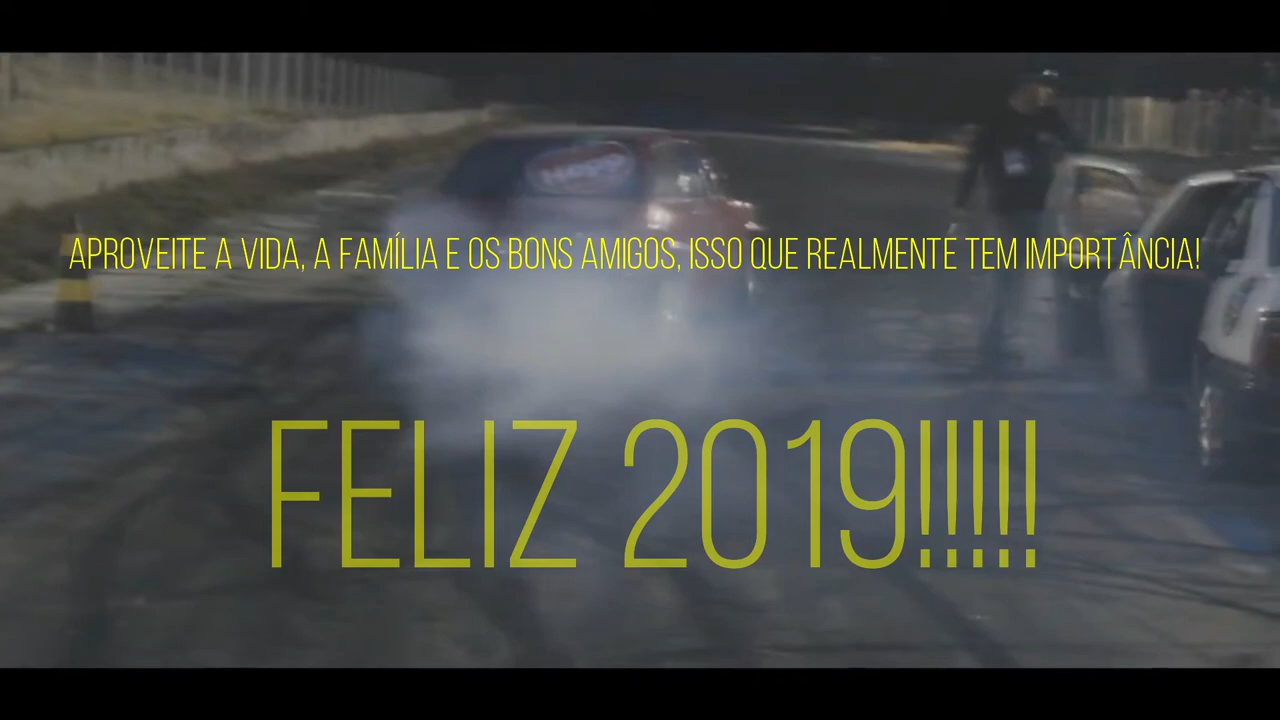 APROVEITE A VIDA, A FAMÍLIA E OS BONS AMIGOS, ISSO QUE REALMENTE TEM IMPORTÂNCIA!
FELIZ 2019!!!!!